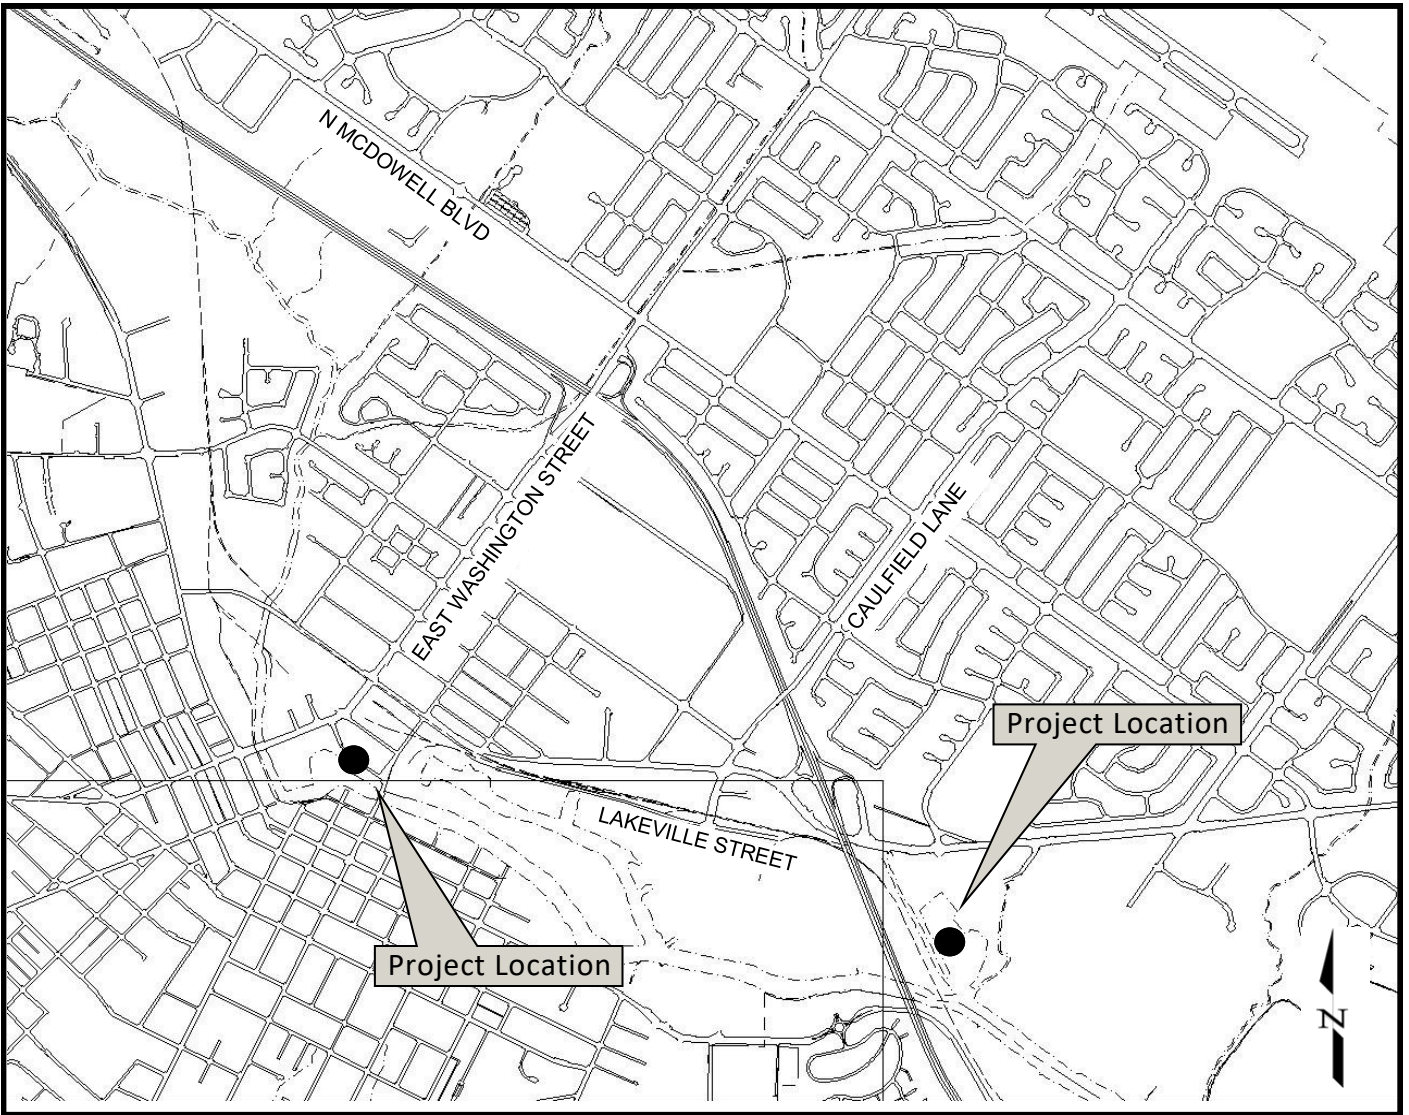 N MCDOWELL BLVD
EAST WASHINGTON STREET
CAULFIELD LANE
Project Location
LAKEVILLE STREET
Project Location
N